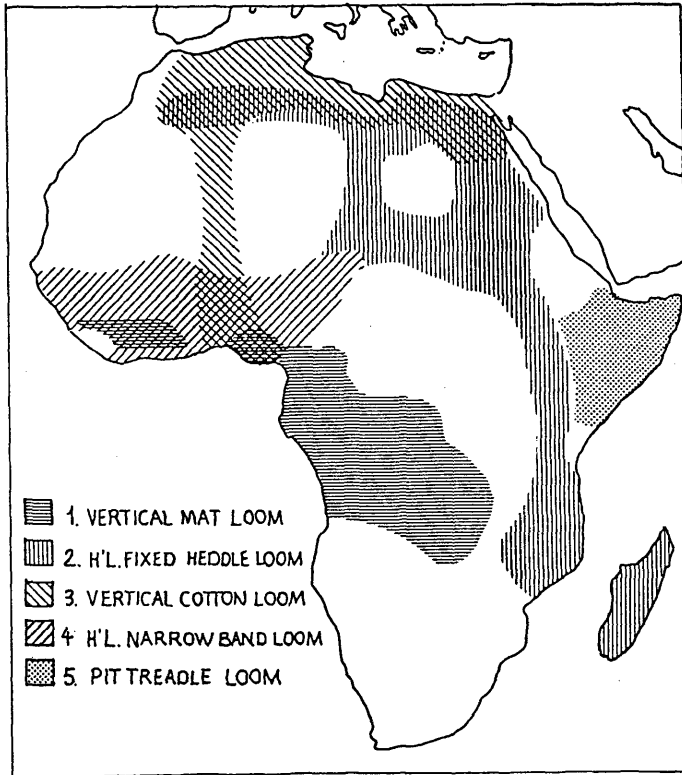 1. VERTICAL MAT LOOM
2. H'L. FIXED HEDDLE LOOM
3. VERTICAL COTTON LOOM
4 H'L. NARROW BAND LOOM
5. PIT TREADLE LOOM